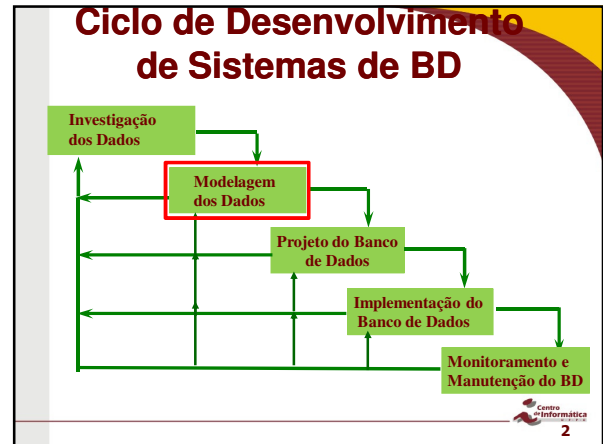 Ciclo de Desenvolvimento
de Sistemas de BD
Investigação
dos Dados
Modelagem
dos Dados
Projeto do Banco
de Dados
Implementação do
Banco de Dados
Monitoramento e
Manutenção do BD
Centro
de Informática
2